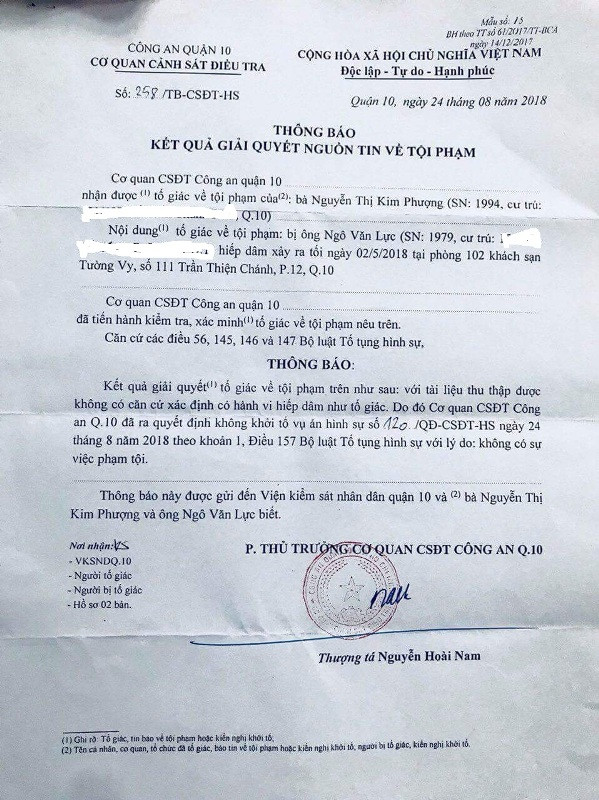 Mẫu số: 15
BH theo TT số 61/2017/TT-BCA
ngày 14/12/2017
CÔNG AN QUẬN 10
CƠ QUAN CẢNH SÁT ĐIỀU TRA
CỘNG HÒA XÃ HỘI CHỦ NGHĨA VIỆT NAM
Độc lập - Tự do - Hạnh phúc
Số: 258/TB-CSĐT-HS
Quận 10, ngày 24 tháng 08 năm 2018
THÔNG BÁO
KẾT QUẢ GIẢI QUYẾT NGUỒN TIN VỀ TỘI PHẠM
Cơ quan CSĐT Công an quận 10
nhận được (1) tố giác về tội phạm của(2): bà Nguyễn Thị Kim Phượng (SN: 1994, cư trú:
, Q.10)
Nội dung(1) tố giác về tội phạm: bị ông Ngô Văn Lực (SN: 1979, cư trú: 1
hiếp dâm xảy ra tối ngày 02/5/2018 tại phòng 102 khách sạn
Tường Vy, số 111 Trần Thiện Chánh, P.12, Q.10
Cơ quan CSĐT Công an quận 10
đã tiến hành kiểm tra, xác minh(1) tố giác về tội phạm nêu trên.
Căn cứ các điều 56, 145, 146 và 147 Bộ luật Tố tụng hình sự,
THÔNG BÁO:
Kết quả giải quyết(1) tố giác về tội phạm trên như sau: với tài liệu thu thập được
không có căn cứ xác định có hành vi hiếp dâm như tố giác. Do đó Cơ quan CSĐT Công
an Q.10 đã ra quyết định không khởi tố vụ án hình sự số 120 /QĐ-CSĐT-HS ngày 24
tháng 8 năm 2018 theo khoản 1, Điều 157 Bộ luật Tố tụng hình sự với lý do: không có sự
việc phạm tội.
Thông báo này được gửi đến Viện kiểm sát nhân dân quận 10 và (2) bà Nguyễn Thị
Kim Phượng và ông Ngô Văn Lực biết.
Nơi nhận:
- VKSNDQ.10
- Người tố giác
- Người bị tố giác
- Hồ sơ 02 bản.
P. THỦ TRƯỞNG CƠ QUAN CSĐT CÔNG AN Q.10
Thượng tá Nguyễn Hoài Nam
(1) Ghi rõ: Tố giác, tin báo về tội phạm hoặc kiến nghị khởi tố;
(2) Tên cá nhân, cơ quan, tổ chức đã tố giác, báo tin về tội phạm hoặc kiến nghị khởi tố, người bị tố giác, kiến nghị khởi tố.